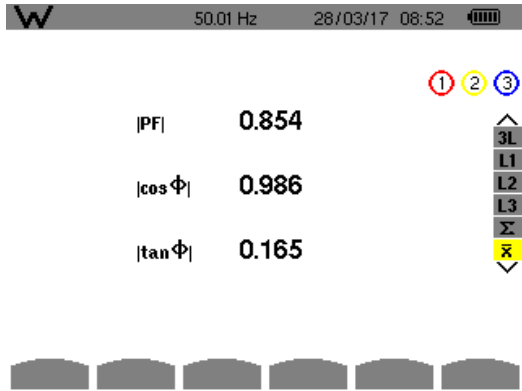 W 50.01 Hz 28/03/17 08:52
1 2 3
|PF| 0.854
3L
L1
|cos Φ| 0.986
L2
L3
Σ
|tan Φ| 0.165
x̅